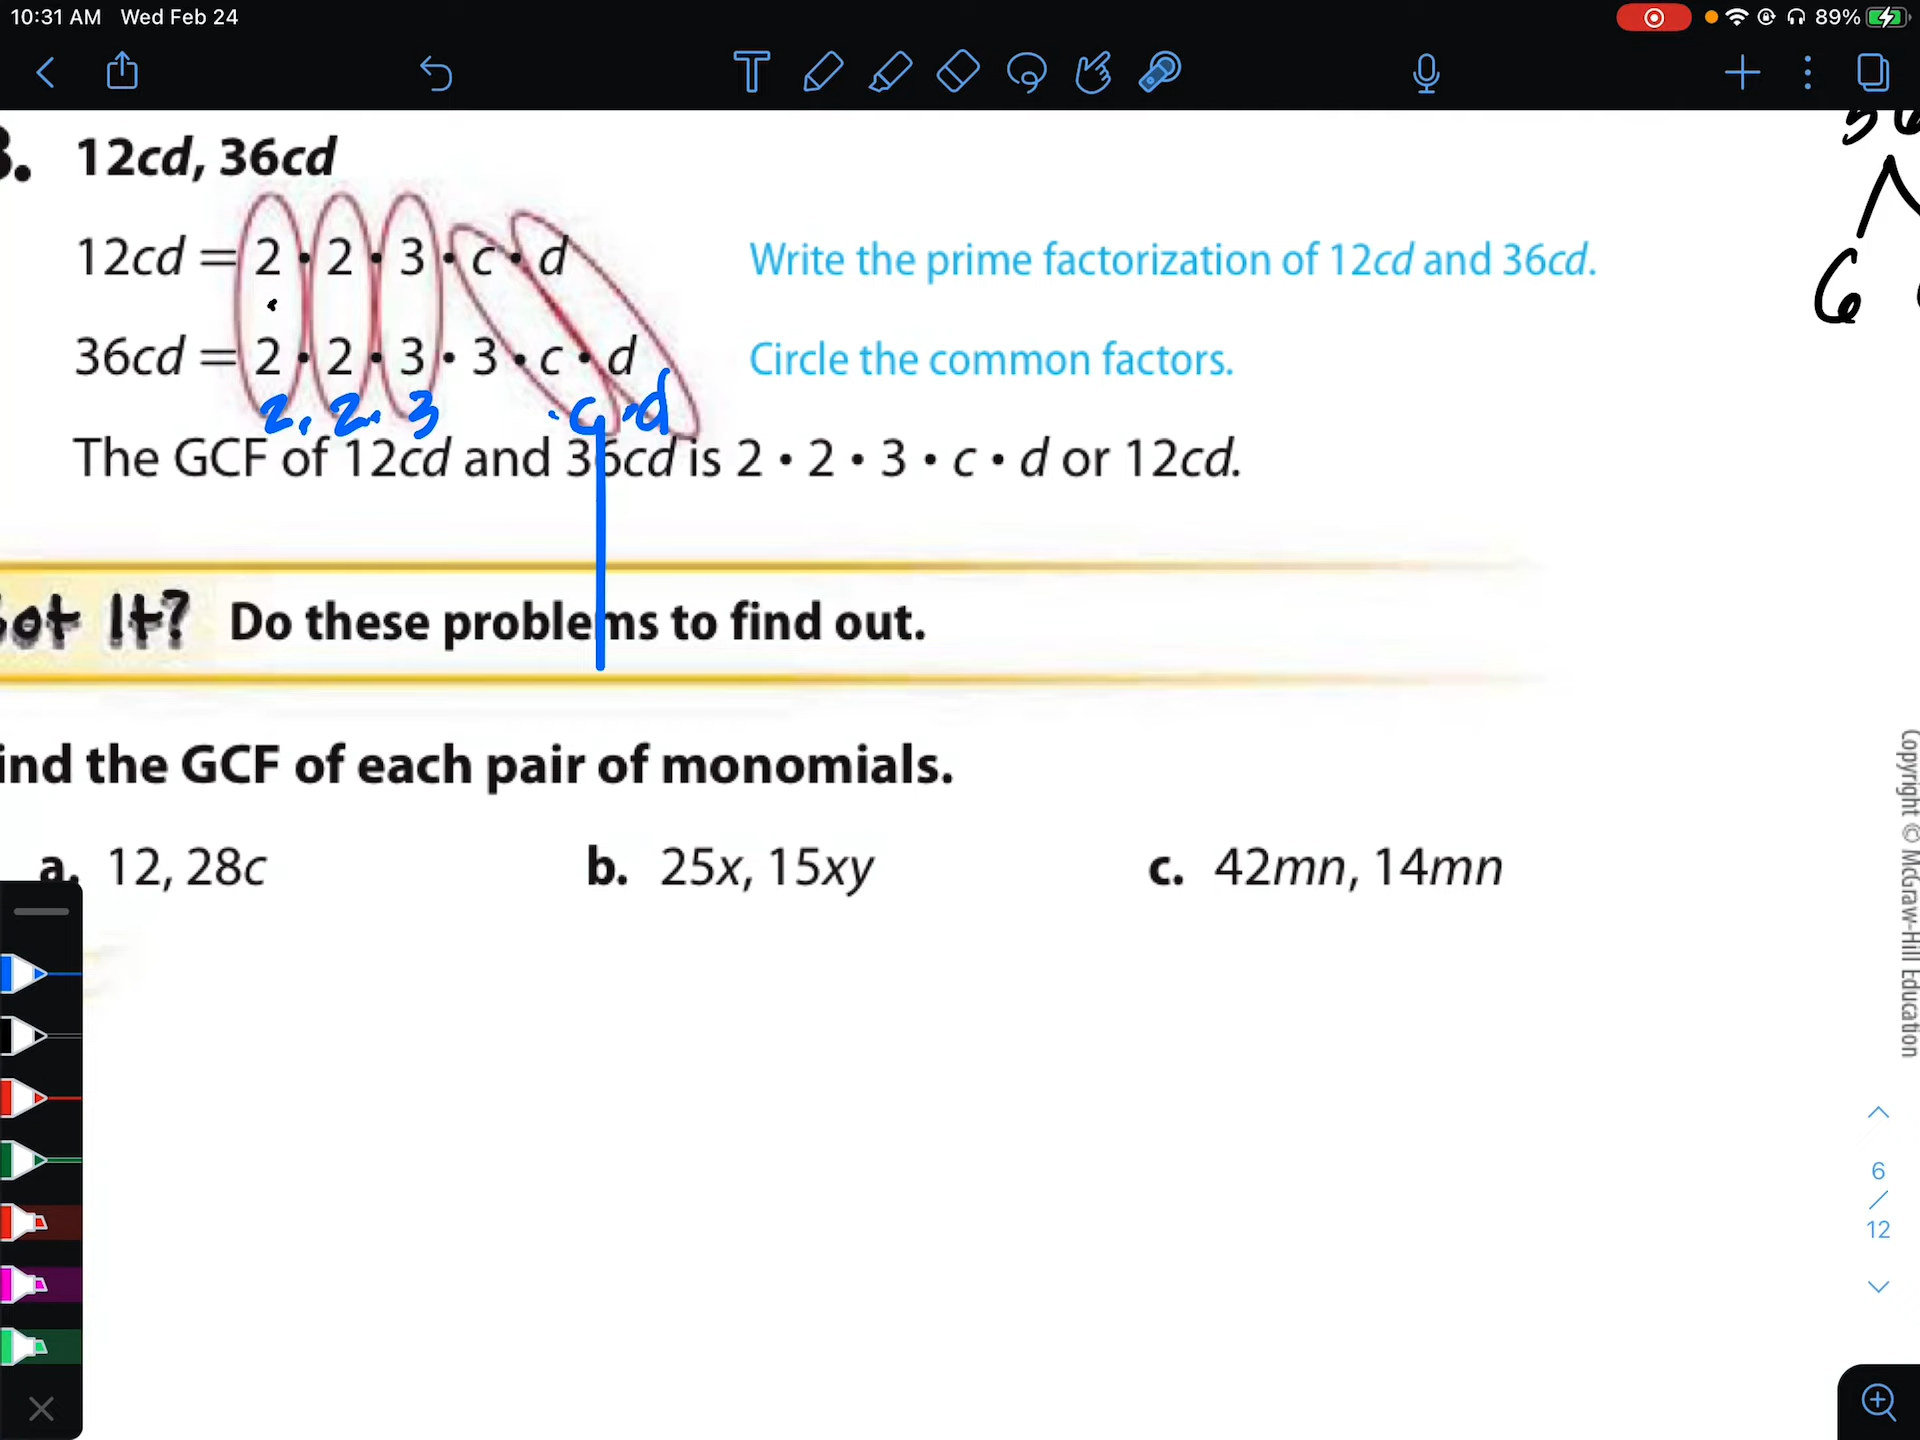 10:31 AM Wed Feb 24
89%
3. 12cd, 36cd
12cd = 2 • 2 • 3 • c • d
Write the prime factorization of 12cd and 36cd.
36cd = 2 • 2 • 3 • 3 • c • d
Circle the common factors.
2 · 2 · 3 · c · d
The GCF of 12cd and 36cd is 2 • 2 • 3 • c • d or 12cd.
Got It? Do these problems to find out.
ind the GCF of each pair of monomials.
a. 12, 28c
b. 25x, 15xy
c. 42mn, 14mn
6
Copyright © McGraw-Hill Education
6
/
12